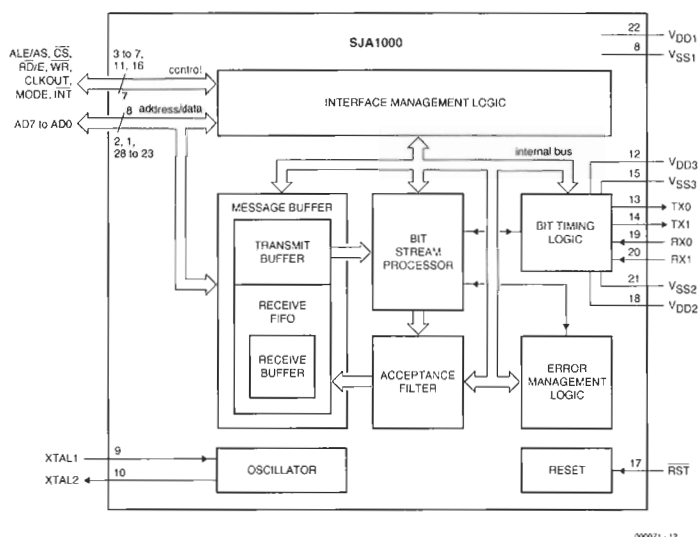 SJA1000
22
VDD1
8
VSS1
ALE/AS, CS,
RD/E, WR,
CLKOUT,
MODE, INT
3 to 7,
11, 16
control
7
AD7 to AD0
8
address/data
2, 1,
28 to 23
INTERFACE MANAGEMENT LOGIC
internal bus
MESSAGE BUFFER
TRANSMIT
BUFFER
RECEIVE
FIFO
RECEIVE
BUFFER
BIT
STREAM
PROCESSOR
BIT TIMING
LOGIC
12
VDD3
15
VSS3
13
TX0
14
TX1
19
RX0
20
RX1
21
VSS2
18
VDD2
ACCEPTANCE
FILTER
ERROR
MANAGEMENT
LOGIC
XTAL1
9
XTAL2
10
OSCILLATOR
RESET
17
RST